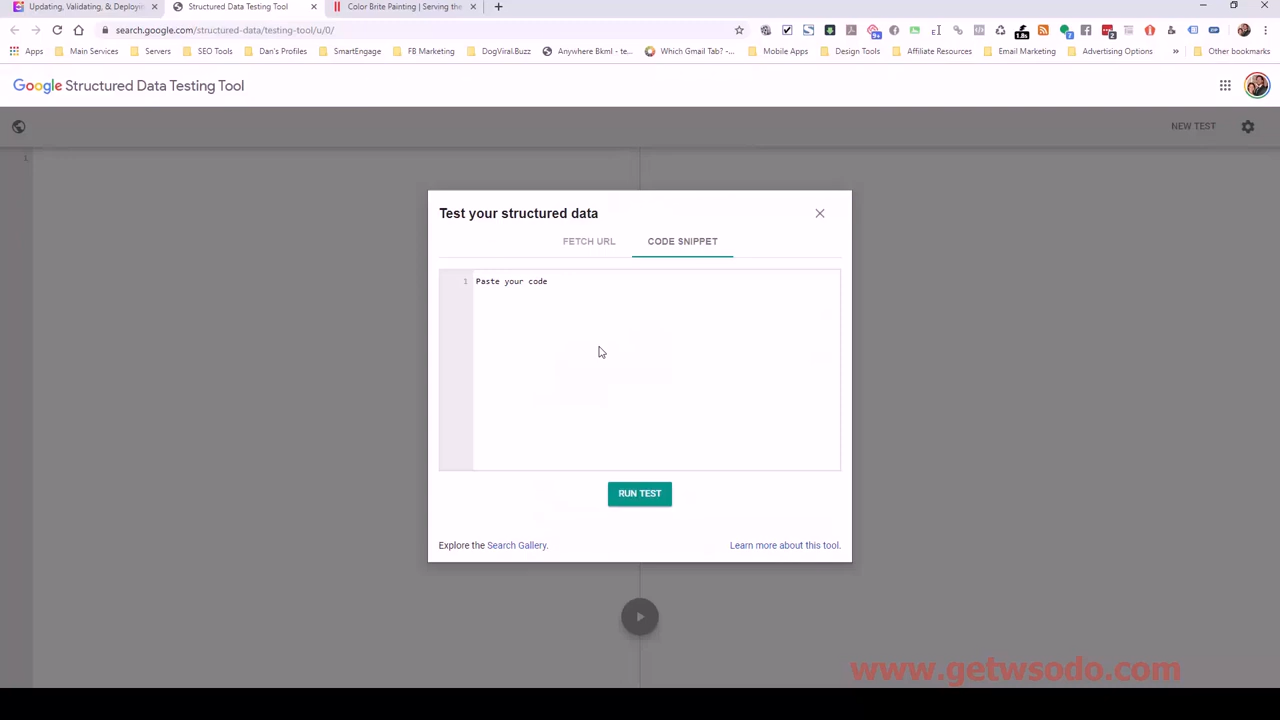 Updating, Validating, & Deployin
Structured Data Testing Tool
Color Brite Painting | Serving the
search.google.com/structured-data/testing-tool/u/0/
Apps
Main Services
Servers
SEO Tools
Dan's Profiles
SmartEngage
FB Marketing
DogViral.Buzz
Anywhere Bkml - te...
Which Gmail Tab? -...
Mobile Apps
Design Tools
Affiliate Resources
Email Marketing
Advertising Options
»
Other bookmarks
Google Structured Data Testing Tool
NEW TEST
1
Test your structured data
FETCH URL
CODE SNIPPET
1
Paste your code
RUN TEST
Explore the Search Gallery.
Learn more about this tool.
www.getwsodo.com